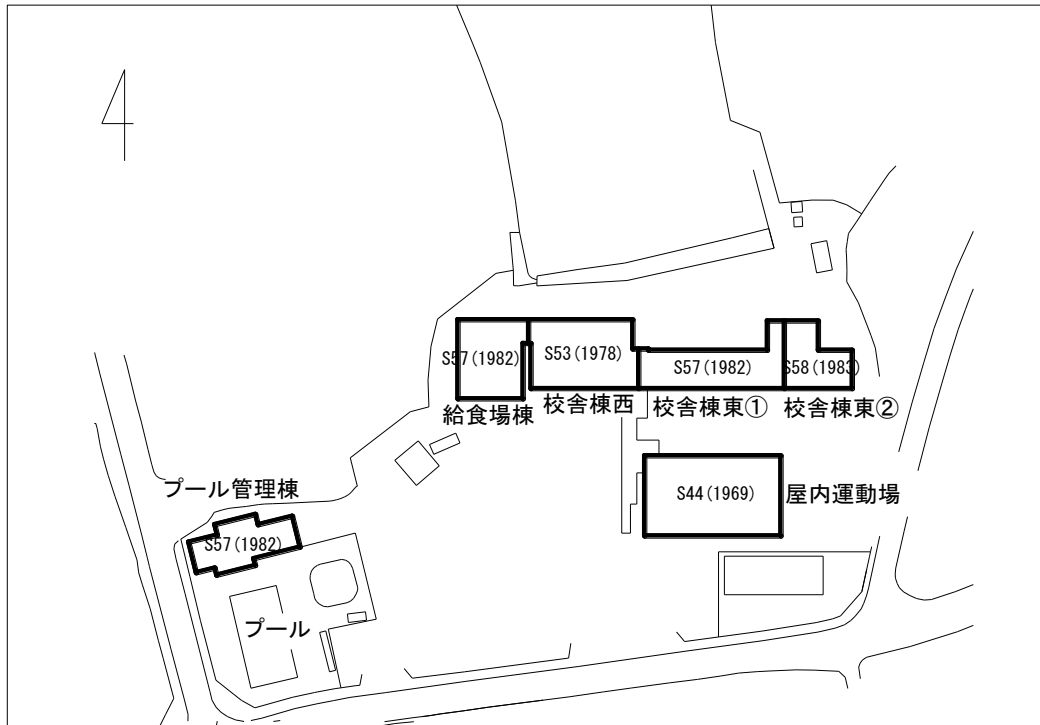 S57(1982)
S53(1978)
S57(1982)
S58(1983)
給食場棟
校舎棟西
校舎棟東①
校舎棟東②
プール管理棟
S44(1969)
屋内運動場
S57(1982)
プール